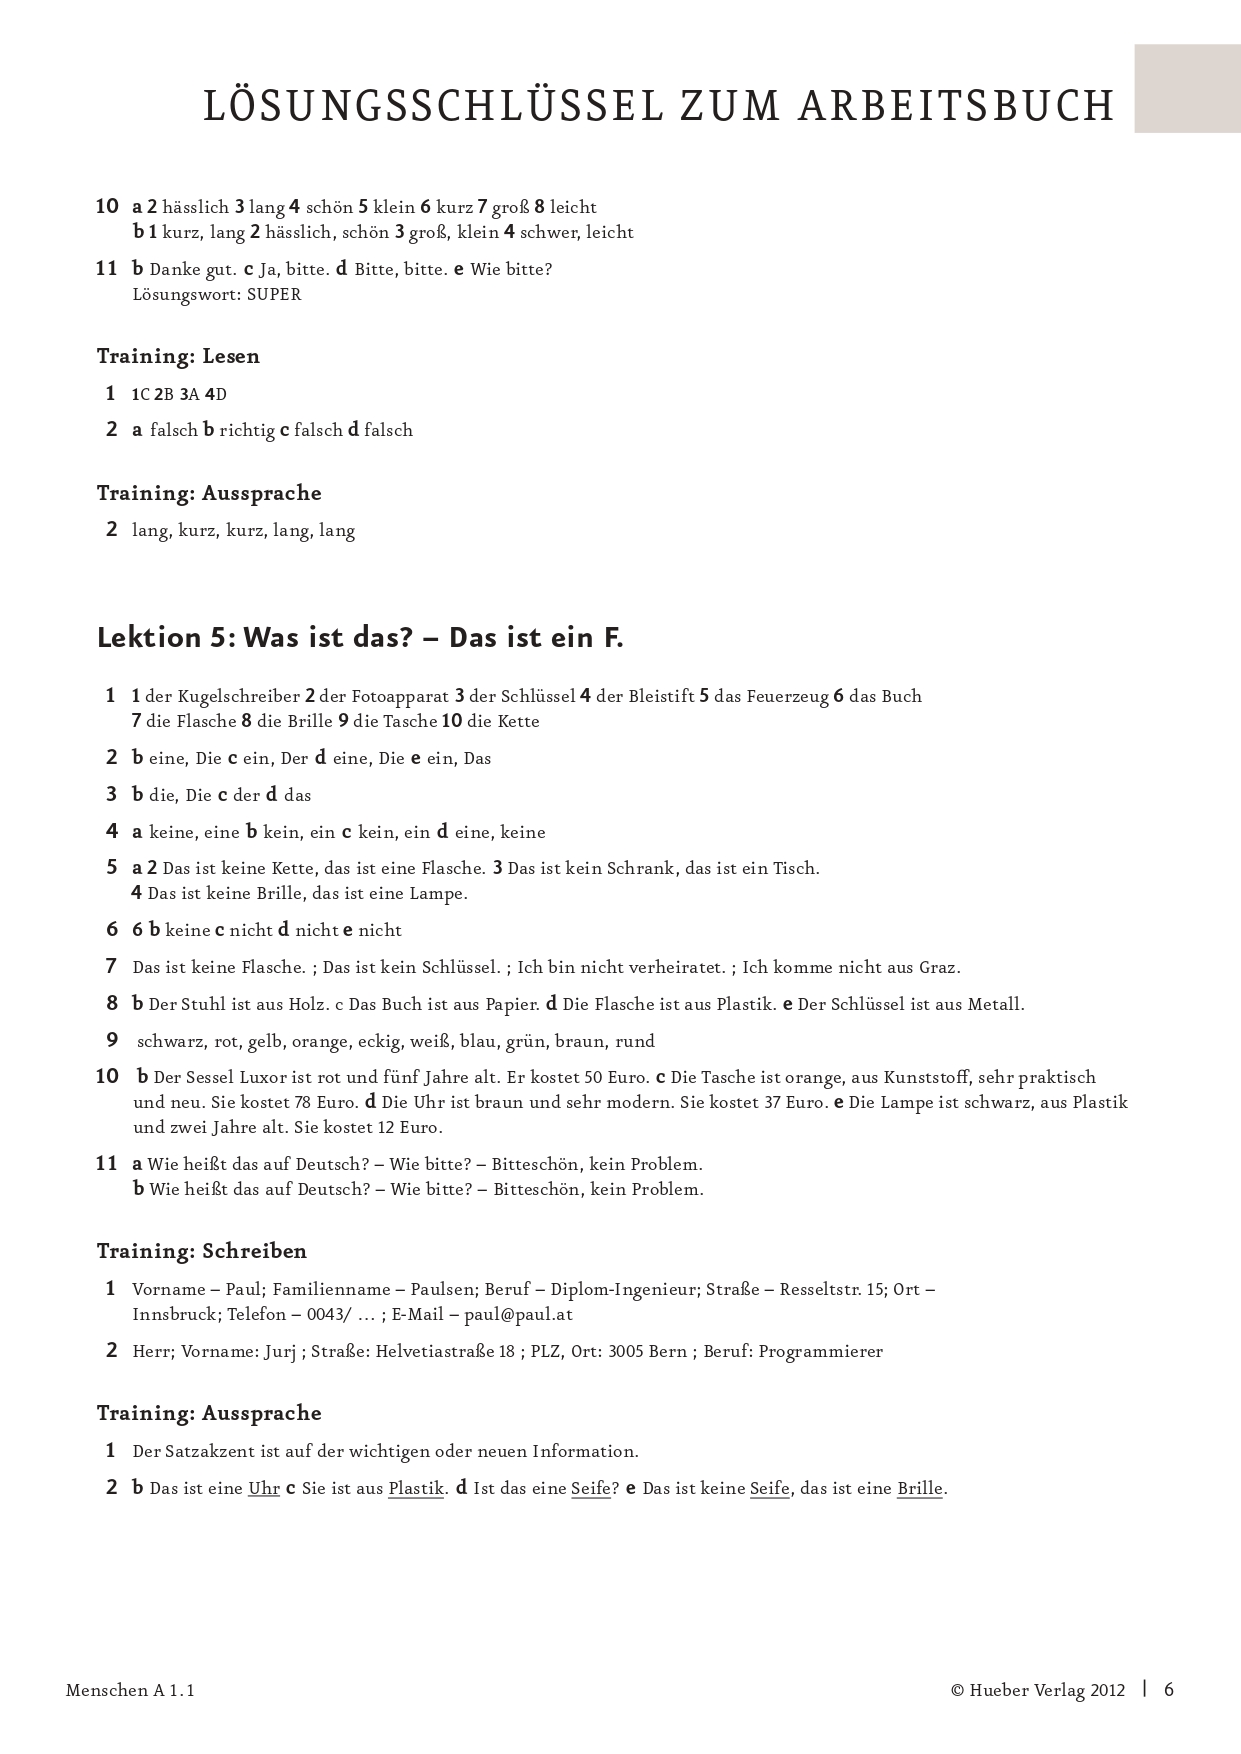 LÖSUNGSSCHLÜSSEL ZUM ARBEITSBUCH
10 a 2 hässlich 3 lang 4 schön 5 klein 6 kurz 7 groß 8 leicht
b 1 kurz, lang 2 hässlich, schön 3 groß, klein 4 schwer, leicht
11 b Danke gut. c Ja, bitte. d Bitte, bitte. e Wie bitte?
Lösungswort: SUPER
Training: Lesen
1 1C 2B 3A 4D
2 a falsch b richtig c falsch d falsch
Training: Aussprache
2 lang, kurz, kurz, lang, lang
Lektion 5: Was ist das? – Das ist ein F.
1 1 der Kugelschreiber 2 der Fotoapparat 3 der Schlüssel 4 der Bleistift 5 das Feuerzeug 6 das Buch
7 die Flasche 8 die Brille 9 die Tasche 10 die Kette
2 b eine, Die c ein, Der d eine, Die e ein, Das
3 b die, Die c der d das
4 a keine, eine b kein, ein c kein, ein d eine, keine
5 a 2 Das ist keine Kette, das ist eine Flasche. 3 Das ist kein Schrank, das ist ein Tisch.
4 Das ist keine Brille, das ist eine Lampe.
6 6 b keine c nicht d nicht e nicht
7 Das ist keine Flasche. ; Das ist kein Schlüssel. ; Ich bin nicht verheiratet. ; Ich komme nicht aus Graz.
8 b Der Stuhl ist aus Holz. c Das Buch ist aus Papier. d Die Flasche ist aus Plastik. e Der Schlüssel ist aus Metall.
9 schwarz, rot, gelb, orange, eckig, weiß, blau, grün, braun, rund
10 b Der Sessel Luxor ist rot und fünf Jahre alt. Er kostet 50 Euro. c Die Tasche ist orange, aus Kunststoff, sehr praktisch
und neu. Sie kostet 78 Euro. d Die Uhr ist braun und sehr modern. Sie kostet 37 Euro. e Die Lampe ist schwarz, aus Plastik
und zwei Jahre alt. Sie kostet 12 Euro.
11 a Wie heißt das auf Deutsch? – Wie bitte? – Bitteschön, kein Problem.
b Wie heißt das auf Deutsch? – Wie bitte? – Bitteschön, kein Problem.
Training: Schreiben
1 Vorname – Paul; Familienname – Paulsen; Beruf – Diplom-Ingenieur; Straße – Resseltstr. 15; Ort –
Innsbruck; Telefon – 0043/ ... ; E-Mail – paul@paul.at
2 Herr; Vorname: Jurj ; Straße: Helvetiastraße 18 ; PLZ, Ort: 3005 Bern ; Beruf: Programmierer
Training: Aussprache
1 Der Satzakzent ist auf der wichtigen oder neuen Information.
2 b Das ist eine Uhr c Sie ist aus Plastik. d Ist das eine Seife? e Das ist keine Seife, das ist eine Brille.
Menschen A 1.1
© Hueber Verlag 2012 | 6